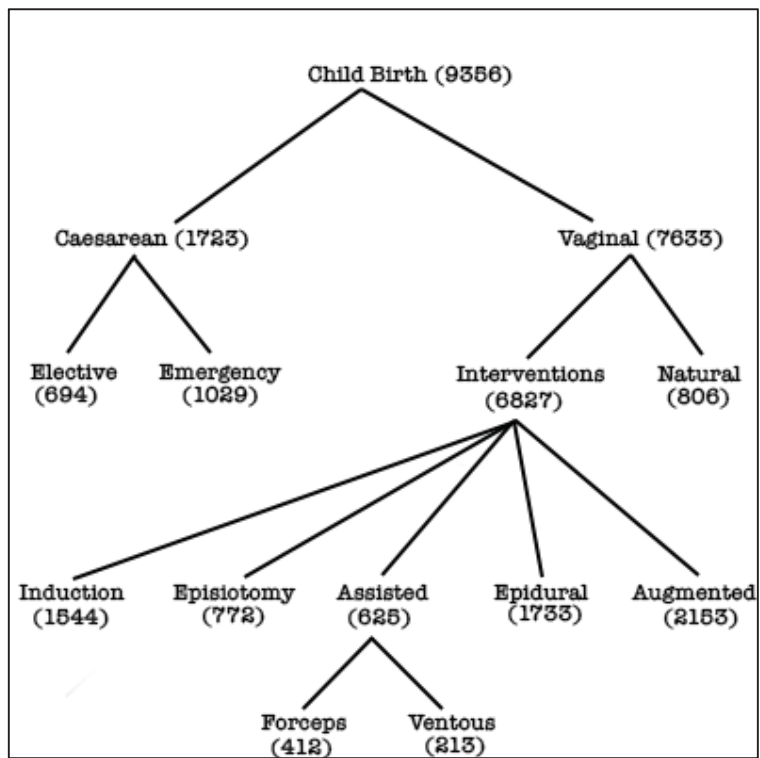 Child Birth (9356)
Caesarean (1723)
Vaginal (7633)
Elective
(694)
Emergency
(1029)
Interventions
(6827)
Natural
(806)
Induction
(1544)
Episiotomy
(772)
Assisted
(625)
Epidural
(1733)
Augmented
(2153)
Forceps
(412)
Ventous
(213)